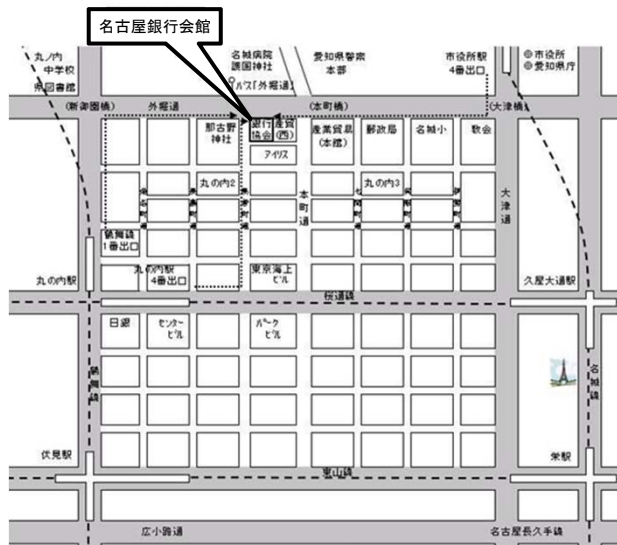 名古屋銀行会館
丸ノ内
中学校
県図書館
名城病院
護国神社
バス「外堀通」
愛知県警察
本部
市役所駅
4番出口
◎市役所
◎愛知県庁
(新御園橋)
外堀通
(本町橋)
(大津橋)
那古野
神社
銀行
協会
産貿
(西)
産業貿易
(本館)
郵政局
名城小
教会
アイリス
丸の内2
丸の内3
本町通
大津通
鶴舞線
1番出口
丸の内駅
丸の内駅
4番出口
東京海上
ビル
久屋大通駅
桜通線
日銀
センター
ビル
パーク
ビル
鶴舞線
名城線
伏見駅
栄駅
東山線
広小路通
名古屋長久手線